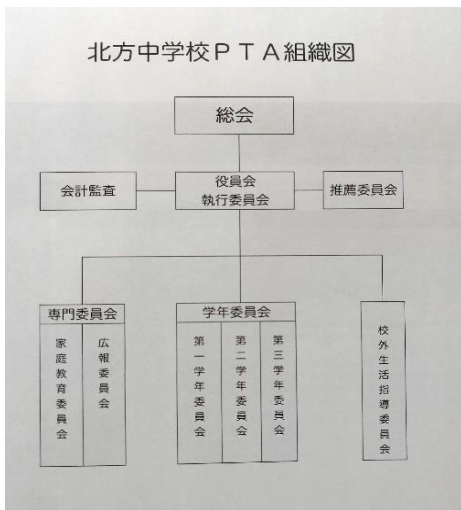 北方中学校PTA組織図
総会
会計監査
役員会
執行委員会
推薦委員会
専門委員会
家庭教育委員会
広報委員会
学年委員会
第一学年委員会
第二学年委員会
第三学年委員会
校外生活指導委員会